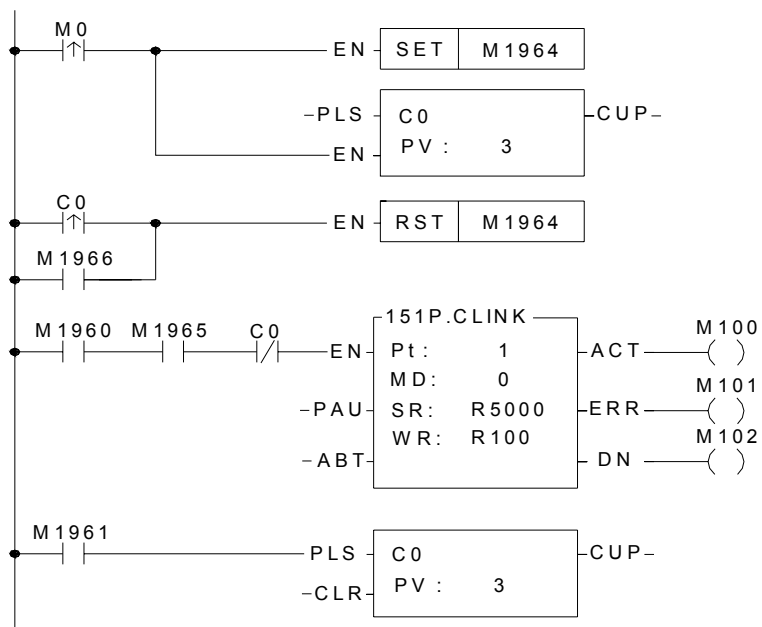 M0
EN SET M1964
PLS C0 CUP
EN PV : 3
C0
EN RST M1964
M1966
151P.CLINK
M1960 M1965 C0 EN Pt : 1 ACT M100
MD: 0 M101
PAU SR: R5000 ERR
WR: R100 M102
ABT DN
M1961
PLS C0 CUP
CLR PV : 3